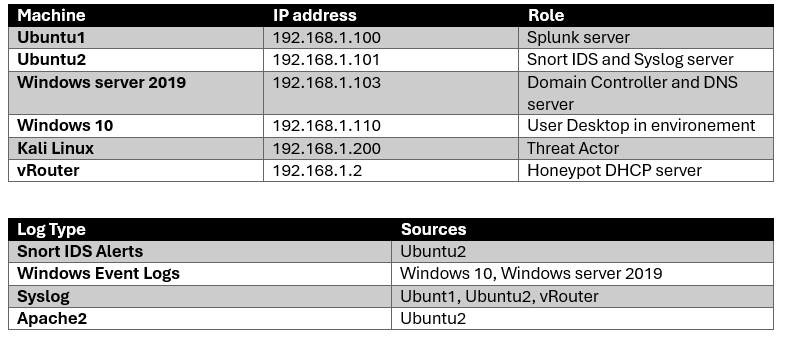 Machine IP address Role
Ubuntu1 192.168.1.100 Splunk server
Ubuntu2 192.168.1.101 Snort IDS and Syslog server
Windows server 2019 192.168.1.103 Domain Controller and DNS
server
Windows 10 192.168.1.110 User Desktop in environement
Kali Linux 192.168.1.200 Threat Actor
vRouter 192.168.1.2 Honeypot DHCP server
Log Type Sources
Snort IDS Alerts Ubuntu2
Windows Event Logs Windows 10, Windows server 2019
Syslog Ubunt1, Ubuntu2, vRouter
Apache2 Ubuntu2